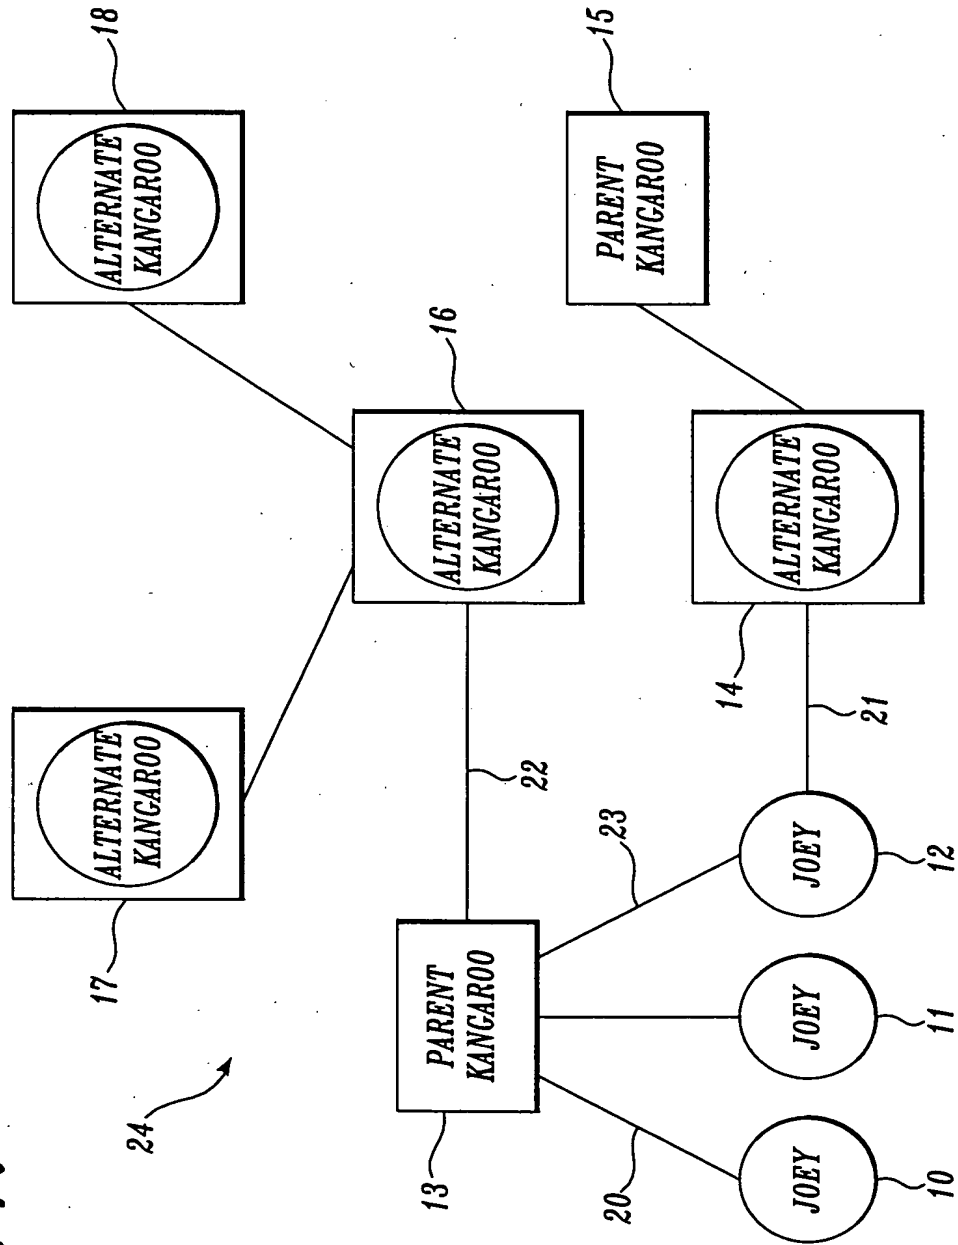 18
ALTERNATE
KANGAROO
17
ALTERNATE
KANGAROO
15
PARENT
KANGAROO
16
ALTERNATE
KANGAROO
24
22
13
PARENT
KANGAROO
14
ALTERNATE
KANGAROO
23
20
21
JOEY
10
JOEY
11
JOEY
12